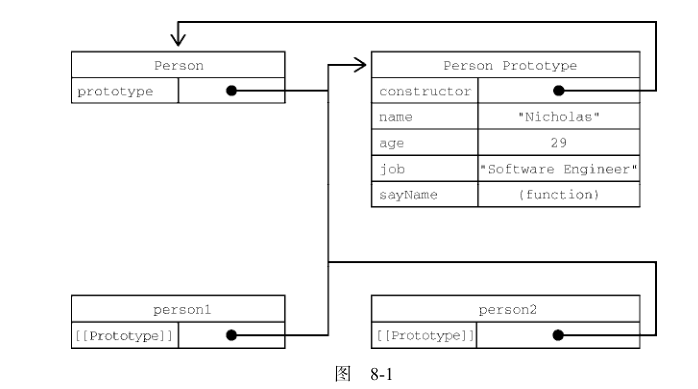 Person
prototype
Person Prototype
constructor
name "Nicholas"
age 29
job "Software Engineer"
sayName (function)
person1
[[Prototype]]
person2
[[Prototype]]
图 8-1